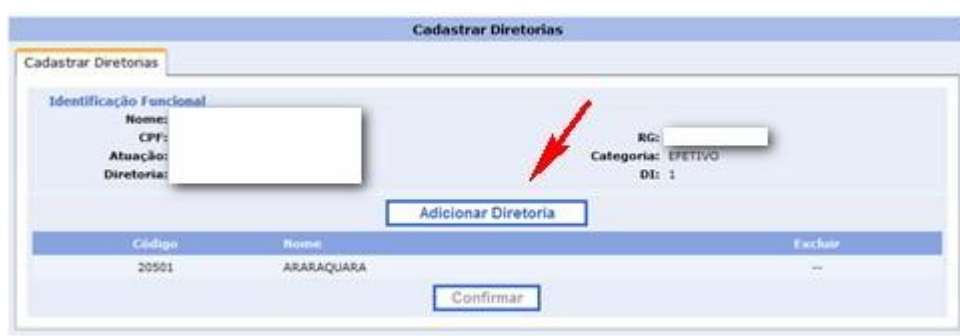 Cadastrar Diretorias
Cadastrar Diretorias
Identificação Funcional
Nome:
CPF: RG:
Atuação: Categoria: EFETIVO
Diretoria: DI: 1
Adicionar Diretoria
Código Nome Excluir
20501 ARARAQUARA --
Confirmar